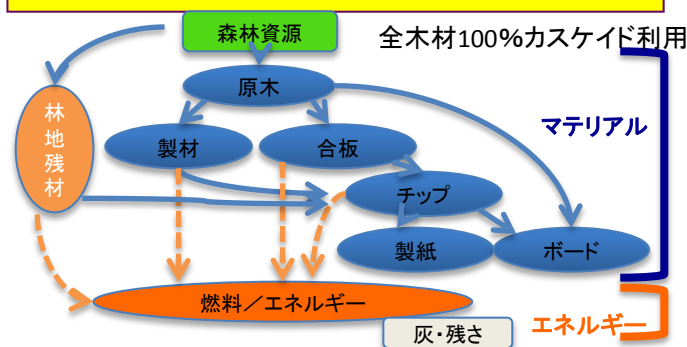 森林資源
全木材100%カスケイド利用
原木
林地残材
製材
合板
マテリアル
チップ
製紙
ボード
燃料／エネルギー
エネルギー
灰・残さ